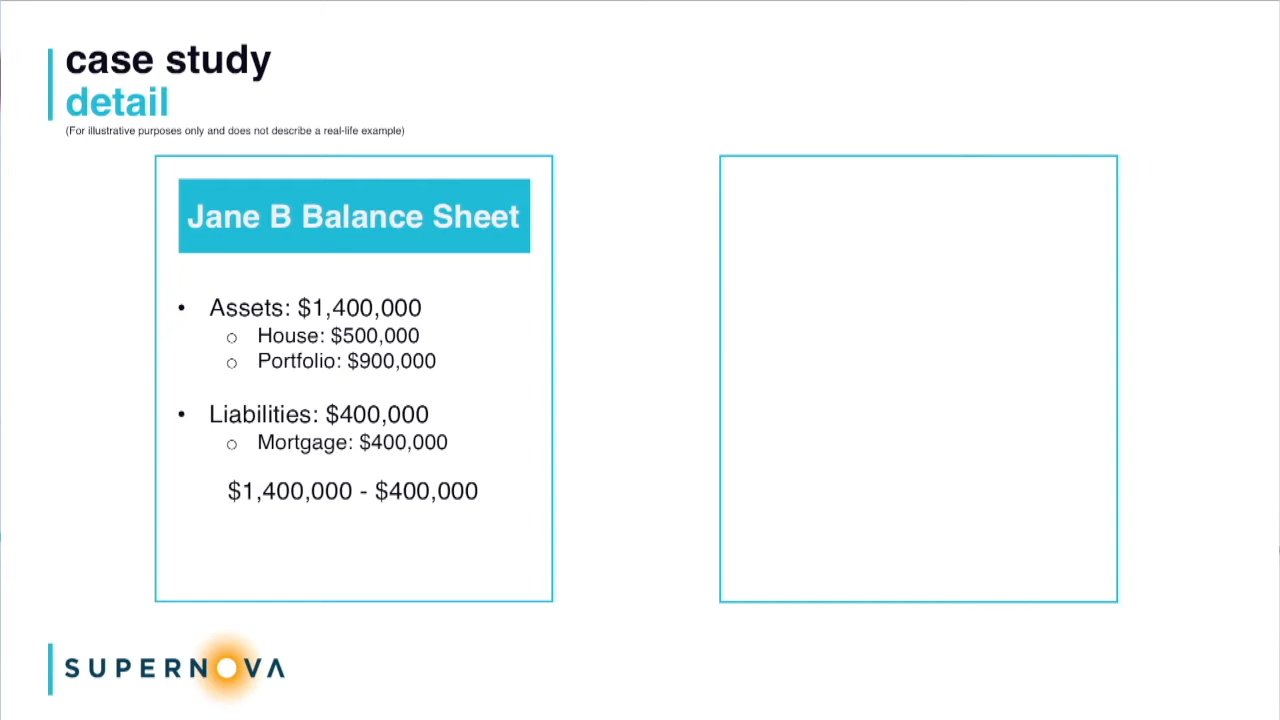 case study
detail
(For illustrative purposes only and does not describe a real-life example)
Jane B Balance Sheet
• Assets: $1,400,000
o House: $500,000
o Portfolio: $900,000
• Liabilities: $400,000
o Mortgage: $400,000
$1,400,000 - $400,000
SUPERNOVA